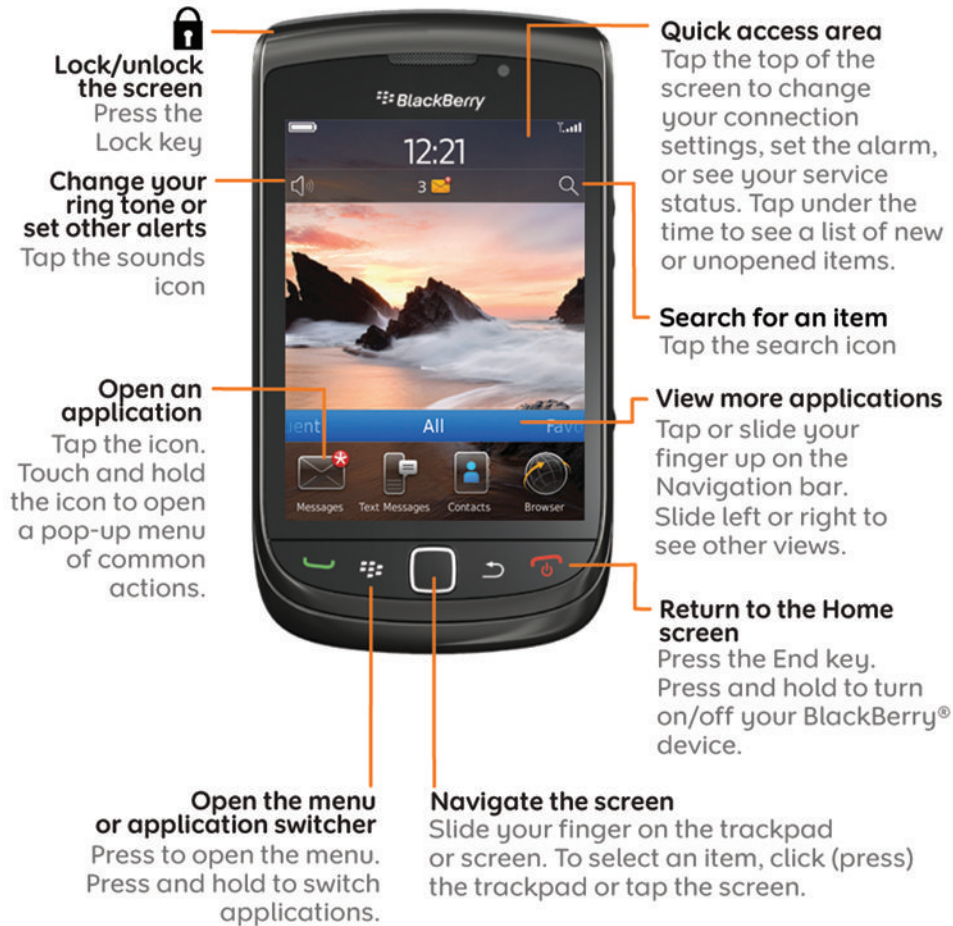 Lock/unlock
the screen
Press the
Lock key
Change your
ring tone or
set other alerts
Tap the sounds
icon
Open an
application
Tap the icon.
Touch and hold
the icon to open
a pop-up menu
of common
actions.
BlackBerry
12:21
3
uent All Favo
Messages Text Messages Contacts Browser
Quick access area
Tap the top of the
screen to change
your connection
settings, set the alarm,
or see your service
status. Tap under the
time to see a list of new
or unopened items.
Search for an item
Tap the search icon
View more applications
Tap or slide your
finger up on the
Navigation bar.
Slide left or right to
see other views.
Return to the Home
screen
Press the End key.
Press and hold to turn
on/off your BlackBerry®
device.
Open the menu
or application switcher
Press to open the menu.
Press and hold to switch
applications.
Navigate the screen
Slide your finger on the trackpad
or screen. To select an item, click (press)
the trackpad or tap the screen.